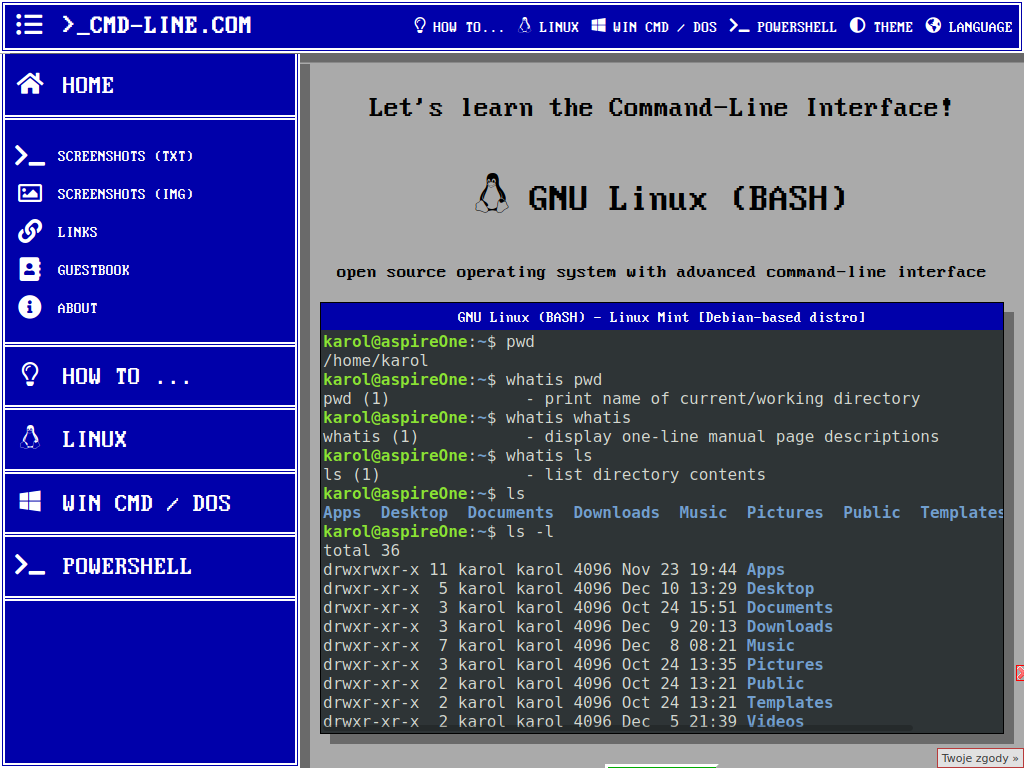 >_CMD-LINE.COM
HOW TO... LINUX WIN CMD / DOS POWERSHELL THEME LANGUAGE
HOME
SCREENSHOTS (TXT)
SCREENSHOTS (IMG)
LINKS
GUESTBOOK
ABOUT
HOW TO ...
LINUX
WIN CMD / DOS
POWERSHELL
Let's learn the Command-Line Interface!
GNU Linux (BASH)
open source operating system with advanced command-line interface
GNU Linux (BASH) - Linux Mint [Debian-based distro]
karol@aspireOne:~$ pwd
/home/karol
karol@aspireOne:~$ whatis pwd
pwd (1)              - print name of current/working directory
karol@aspireOne:~$ whatis whatis
whatis (1)           - display one-line manual page descriptions
karol@aspireOne:~$ whatis ls
ls (1)               - list directory contents
karol@aspireOne:~$ ls
Apps  Desktop  Documents  Downloads  Music  Pictures  Public  Templates
karol@aspireOne:~$ ls -l
total 36
drwxrwxr-x 11 karol karol 4096 Nov 23 19:44 Apps
drwxr-xr-x  5 karol karol 4096 Dec 10 13:29 Desktop
drwxr-xr-x  3 karol karol 4096 Oct 24 15:51 Documents
drwxr-xr-x  3 karol karol 4096 Dec  9 20:13 Downloads
drwxr-xr-x  7 karol karol 4096 Dec  8 08:21 Music
drwxr-xr-x  3 karol karol 4096 Oct 24 13:35 Pictures
drwxr-xr-x  2 karol karol 4096 Oct 24 13:21 Public
drwxr-xr-x  2 karol karol 4096 Oct 24 13:21 Templates
drwxr-xr-x  2 karol karol 4096 Dec  5 21:39 Videos
Twoje zgody »